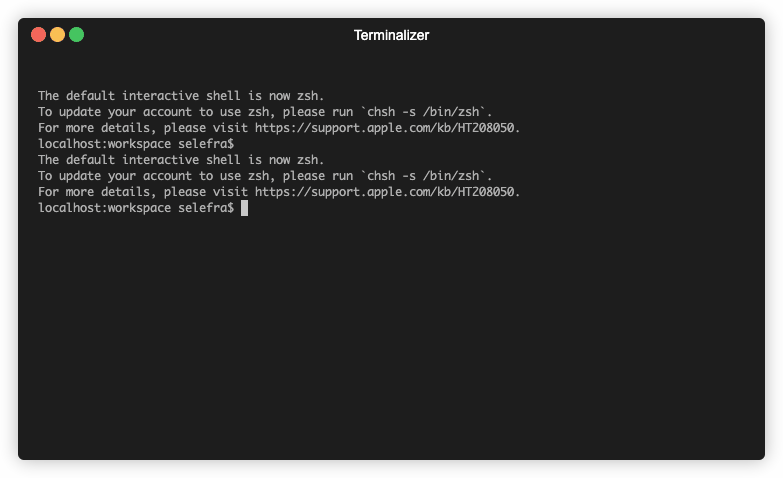 Terminalizer
The default interactive shell is now zsh.
To update your account to use zsh, please run `chsh -s /bin/zsh`.
For more details, please visit https://support.apple.com/kb/HT208050.
localhost:workspace selefra$
The default interactive shell is now zsh.
To update your account to use zsh, please run `chsh -s /bin/zsh`.
For more details, please visit https://support.apple.com/kb/HT208050.
localhost:workspace selefra$